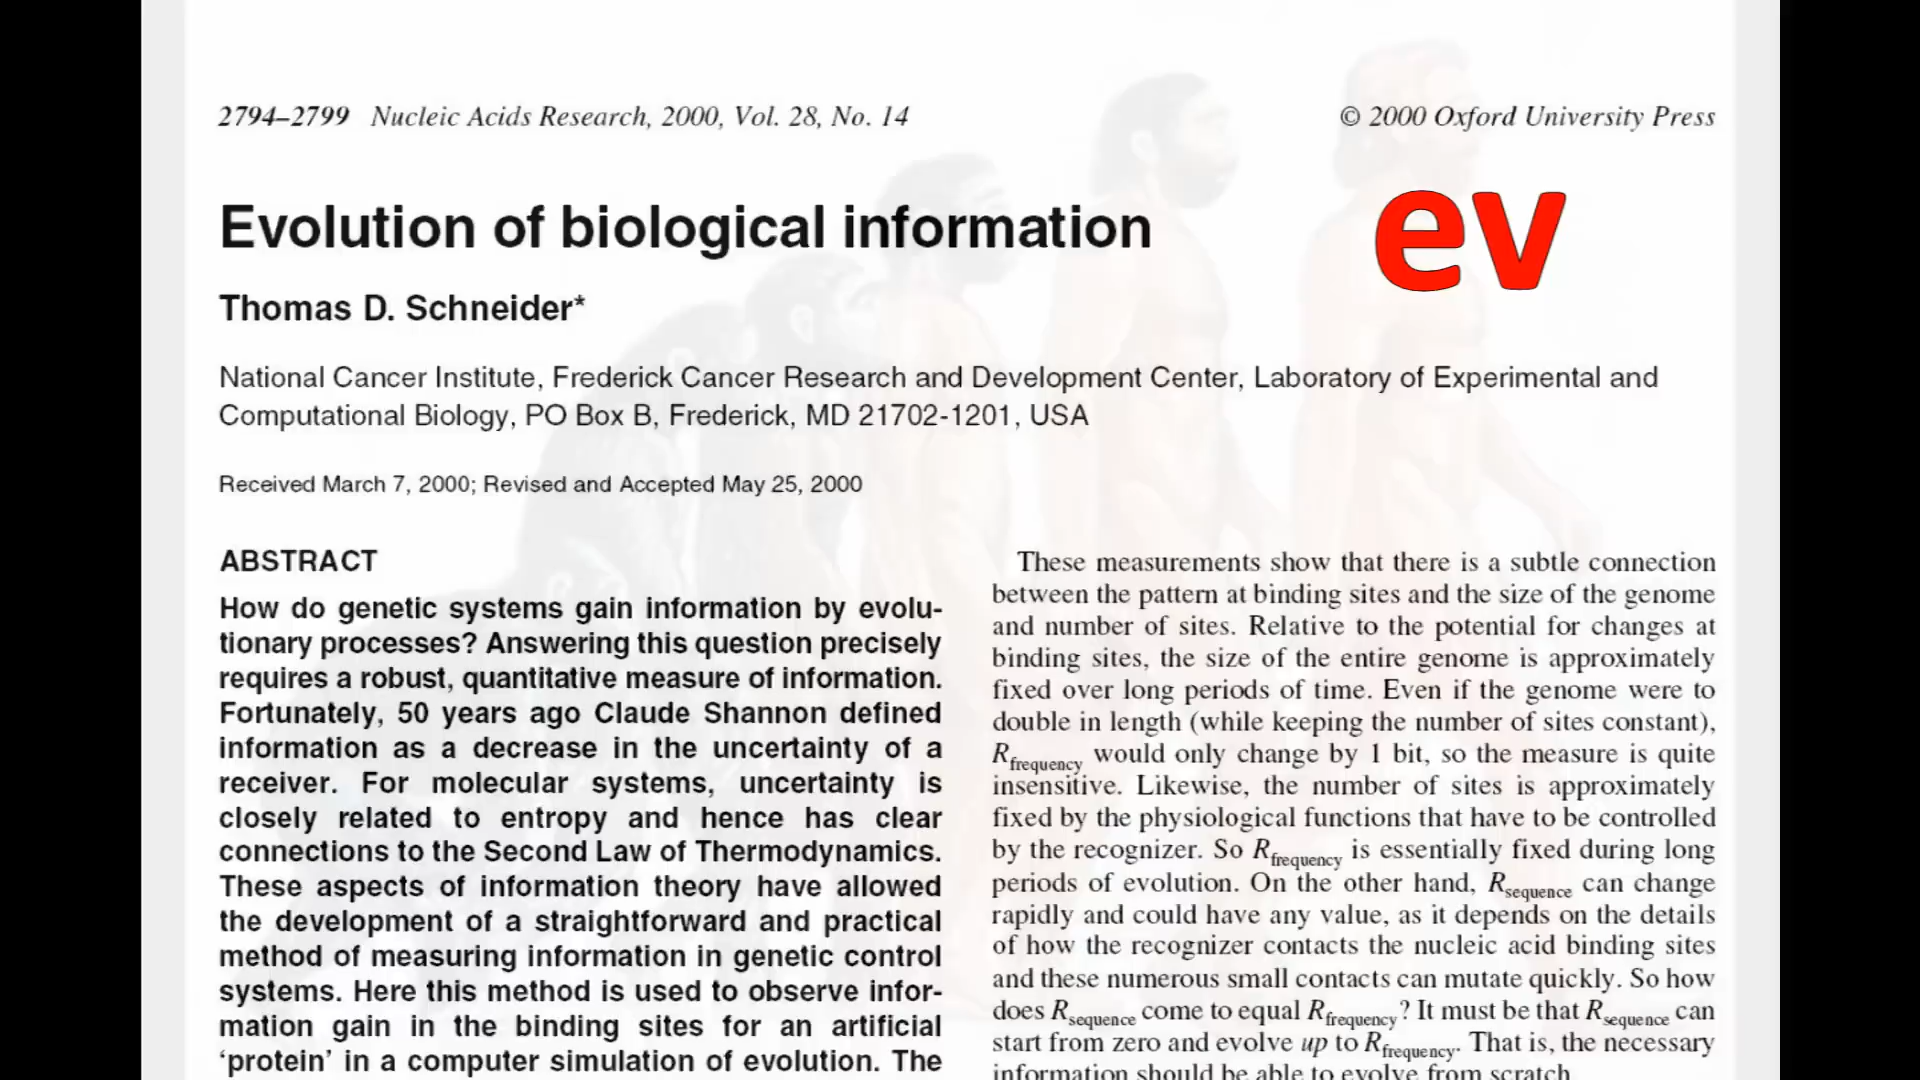 2794–2799 Nucleic Acids Research, 2000, Vol. 28, No. 14
© 2000 Oxford University Press
Evolution of biological information
ev
Thomas D. Schneider*
National Cancer Institute, Frederick Cancer Research and Development Center, Laboratory of Experimental and
Computational Biology, PO Box B, Frederick, MD 21702-1201, USA
Received March 7, 2000; Revised and Accepted May 25, 2000
ABSTRACT
How do genetic systems gain information by evolu-
tionary processes? Answering this question precisely
requires a robust, quantitative measure of information.
Fortunately, 50 years ago Claude Shannon defined
information as a decrease in the uncertainty of a
receiver. For molecular systems, uncertainty is
closely related to entropy and hence has clear
connections to the Second Law of Thermodynamics.
These aspects of information theory have allowed
the development of a straightforward and practical
method of measuring information in genetic control
systems. Here this method is used to observe infor-
mation gain in the binding sites for an artificial
‘protein’ in a computer simulation of evolution. The
These measurements show that there is a subtle connection
between the pattern at binding sites and the size of the genome
and number of sites. Relative to the potential for changes at
binding sites, the size of the entire genome is approximately
fixed over long periods of time. Even if the genome were to
double in length (while keeping the number of sites constant),
Rfrequency would only change by 1 bit, so the measure is quite
insensitive. Likewise, the number of sites is approximately
fixed by the physiological functions that have to be controlled
by the recognizer. So Rfrequency is essentially fixed during long
periods of evolution. On the other hand, Rsequence can change
rapidly and could have any value, as it depends on the details
of how the recognizer contacts the nucleic acid binding sites
and these numerous small contacts can mutate quickly. So how
does Rsequence come to equal Rfrequency? It must be that Rsequence can
start from zero and evolve up to Rfrequency. That is, the necessary
information should be able to evolve from scratch.